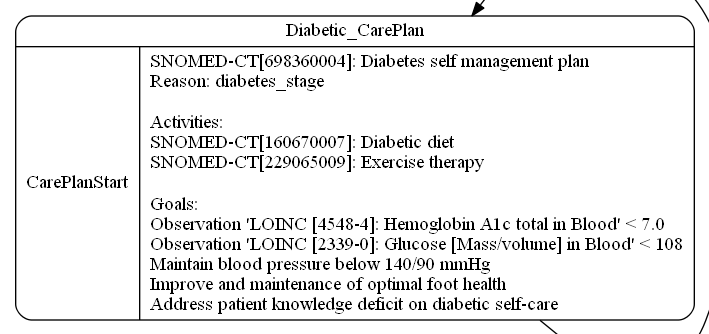 Diabetic_CarePlan
CarePlanStart
SNOMED-CT[698360004]: Diabetes self management plan
Reason: diabetes_stage
Activities:
SNOMED-CT[160670007]: Diabetic diet
SNOMED-CT[229065009]: Exercise therapy
Goals:
Observation 'LOINC [4548-4]: Hemoglobin A1c total in Blood' < 7.0
Observation 'LOINC [2339-0]: Glucose [Mass/volume] in Blood' < 108
Maintain blood pressure below 140/90 mmHg
Improve and maintenance of optimal foot health
Address patient knowledge deficit on diabetic self-care